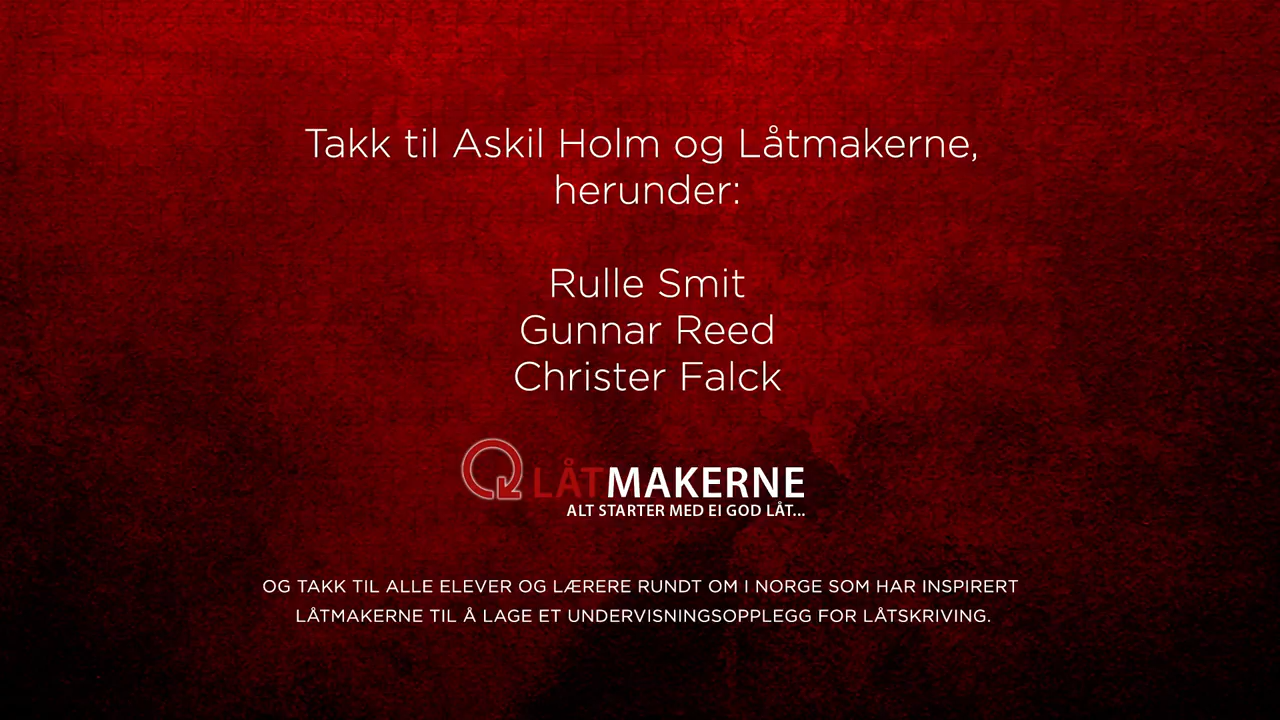 Takk til Askil Holm og Låtmakerne,
herunder:
Rulle Smit
Gunnar Reed
Christer Falck
LÅTMAKERNE
ALT STARTER MED EI GOD LÅT...
OG TAKK TIL ALLE ELEVER OG LÆRERE RUNDT OM I NORGE SOM HAR INSPIRERT
LÅTMAKERNE TIL Å LAGE ET UNDERVISNINGSOPPLEGG FOR LÅTSKRIVING.